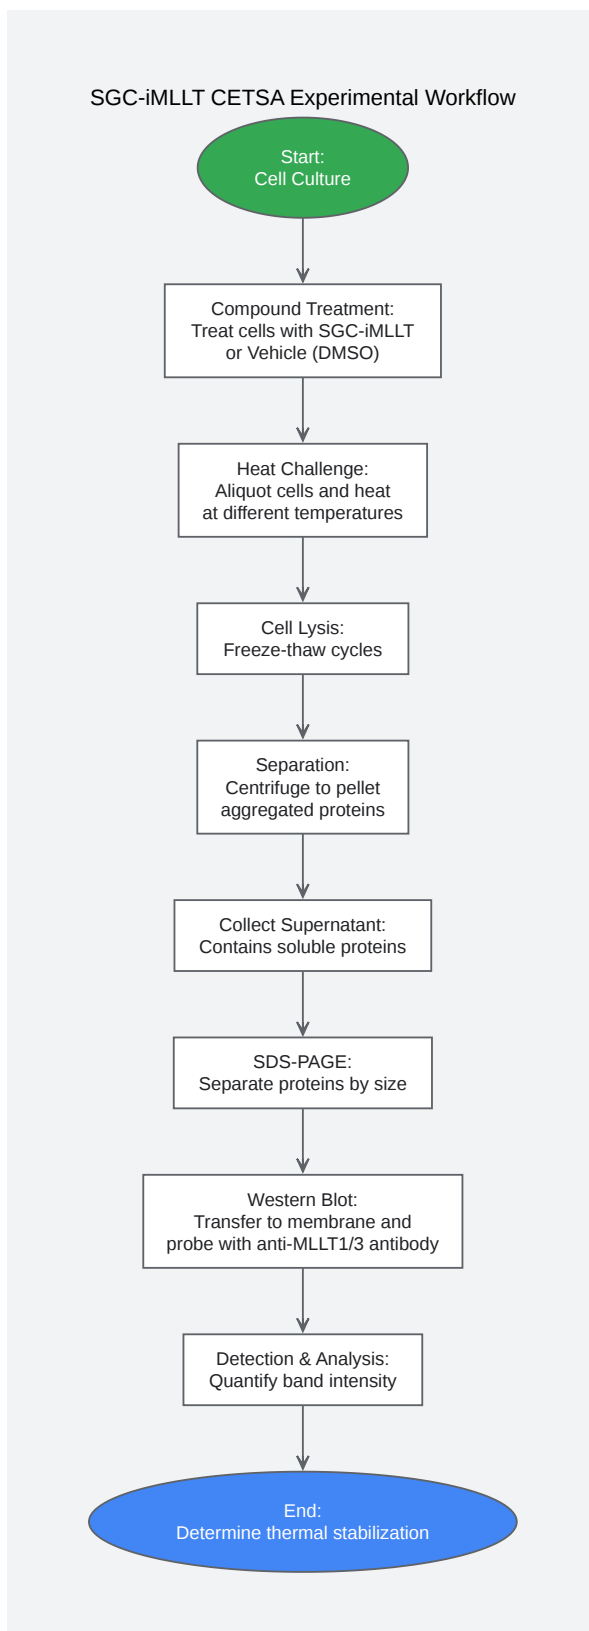 SGC-iMLLT CETSA Experimental Workflow
Start:
Cell Culture
Compound Treatment:
Treat cells with SGC-iMLLT
or Vehicle (DMSO)
Heat Challenge:
Aliquot cells and heat
at different temperatures
Cell Lysis:
Freeze-thaw cycles
Separation:
Centrifuge to pellet
aggregated proteins
Collect Supernatant:
Contains soluble proteins
SDS-PAGE:
Separate proteins by size
Western Blot:
Transfer to membrane and
probe with anti-MLLT1/3 antibody
Detection & Analysis:
Quantify band intensity
End:
Determine thermal stabilization